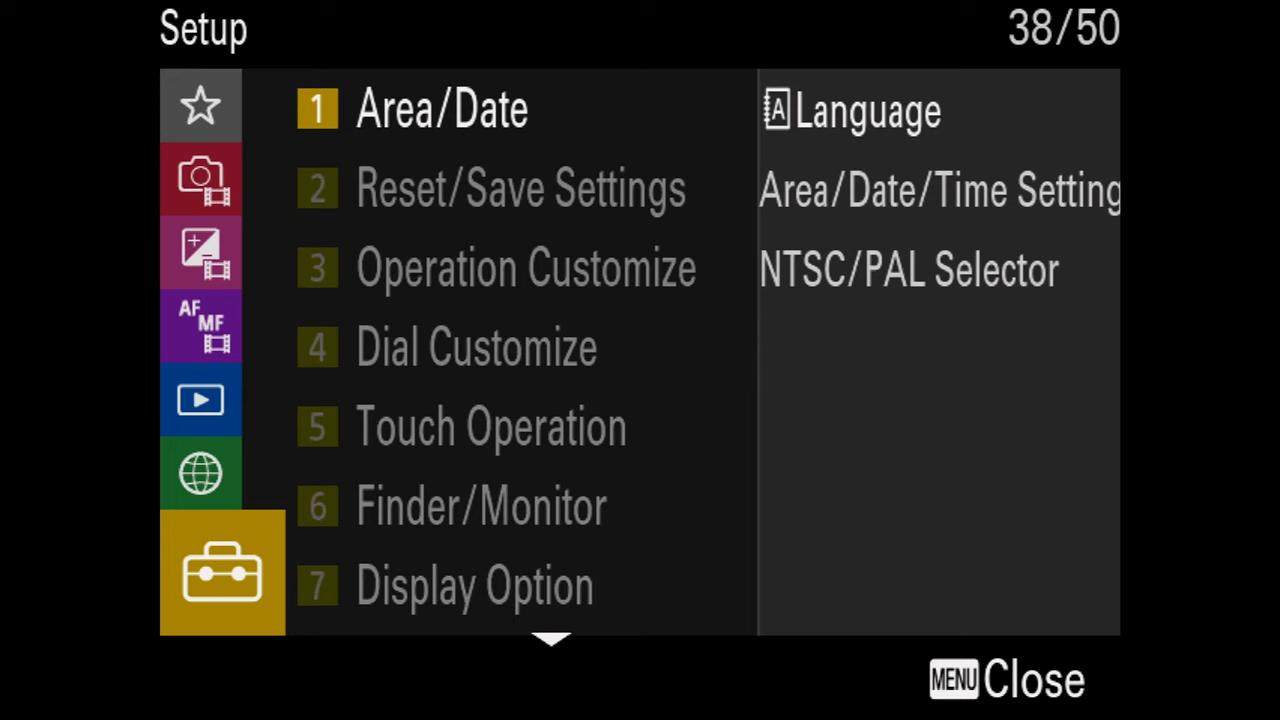 Setup 38/50
1 Area/Date
2 Reset/Save Settings
3 Operation Customize
4 Dial Customize
5 Touch Operation
6 Finder/Monitor
7 Display Option
A Language
Area/Date/Time Setting
NTSC/PAL Selector
AF
MF
MENU Close